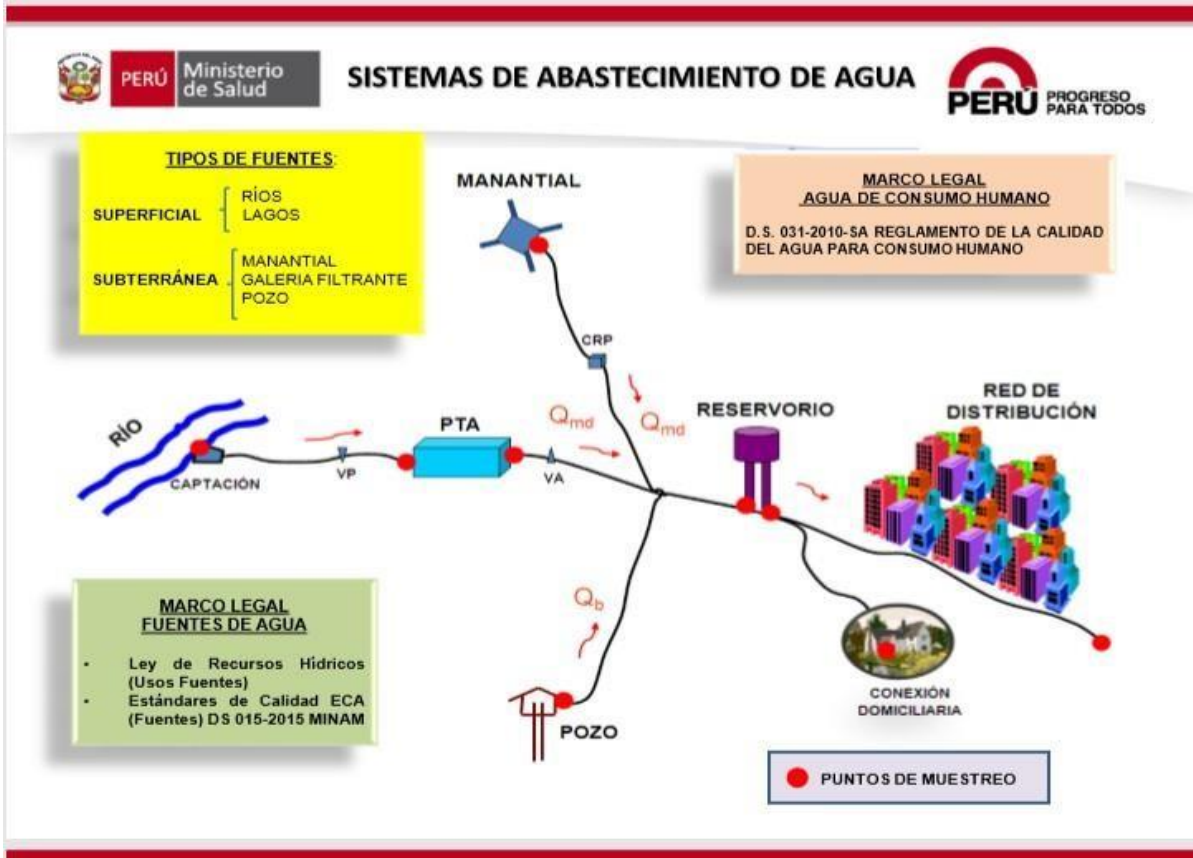 PERÚ
Ministerio
de Salud
SISTEMAS DE ABASTECIMIENTO DE AGUA
PERÚ PROGRESO
PARA TODOS
TIPOS DE FUENTES:
SUPERFICIAL
RÍOS
LAGOS
SUBTERRÁNEA
MANANTIAL
GALERIA FILTRANTE
POZO
MANANTIAL
MARCO LEGAL
AGUA DE CONSUMO HUMANO
D.S. 031-2010-SA REGLAMENTO DE LA CALIDAD
DEL AGUA PARA CONSUMO HUMANO
CRP
RÍO
CAPTACIÓN
VP
PTA
VA
Qmd
Qmd
RESERVORIO
RED DE
DISTRIBUCIÓN
Qb
POZO
CONEXIÓN
DOMICILIARIA
MARCO LEGAL
FUENTES DE AGUA
• Ley de Recursos Hídricos
(Usos Fuentes)
• Estándares de Calidad ECA
(Fuentes) DS 015-2015 MINAM
PUNTOS DE MUESTREO